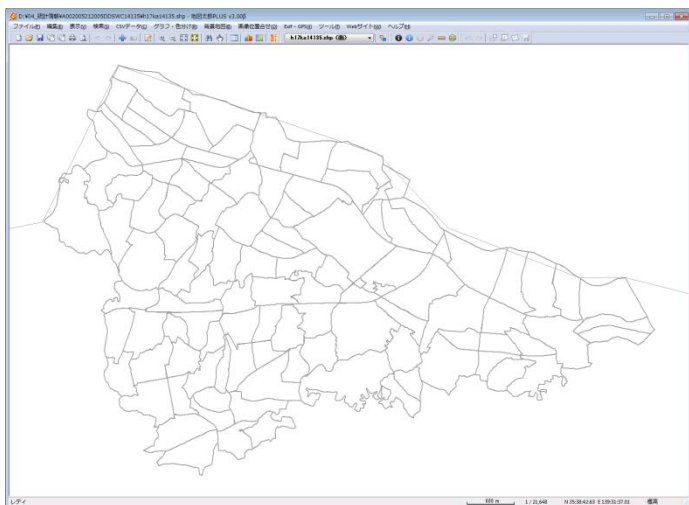 D:¥04_統計情報¥A002005212005DDSWC14135¥h17ka14135.shp - 地図太郎PLUS v3.00β
ファイル(F) 編集(E) 表示(V) 検索(S) CSVデータ(C) グラフ・色分け(G) 背景地図(B) 画像位置合せ(I) Exif・GPS(X) ツール(T) Webサイト(W) ヘルプ(H)
h17ka14135.shp (面)
レディ 600 m 1 / 21,648 N 35:38:42.63 E 139:31:37.01 標高